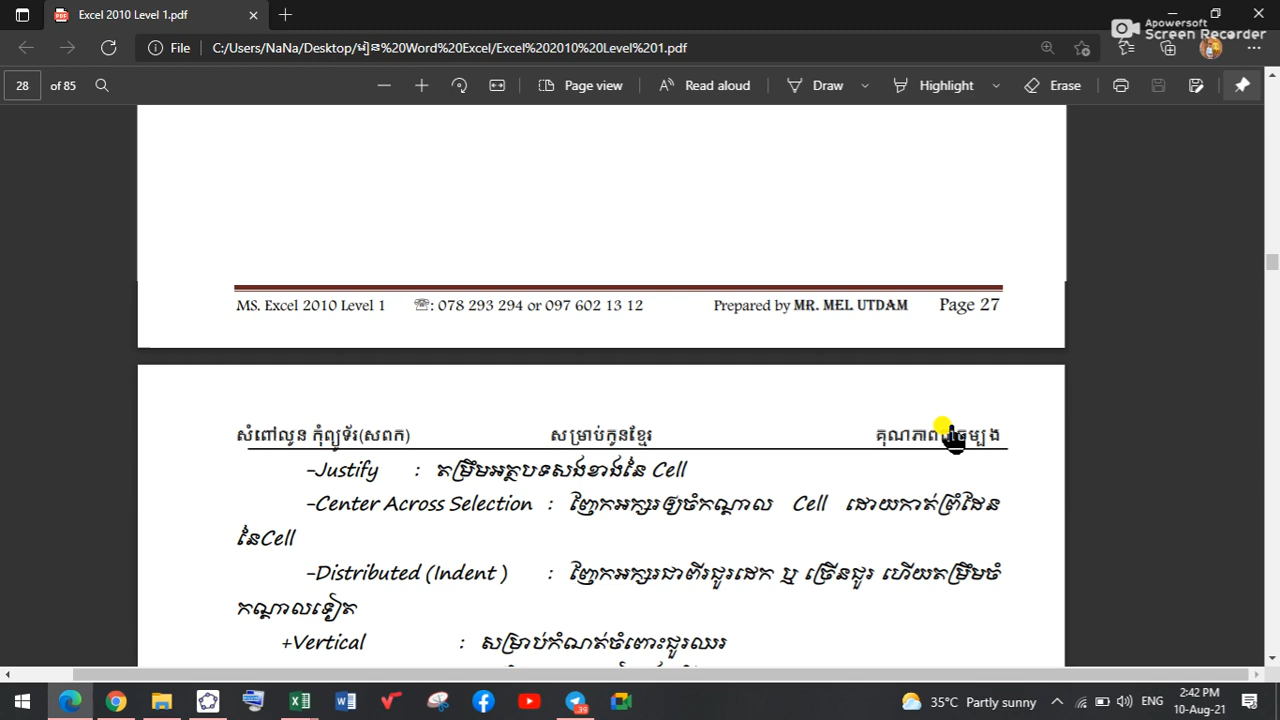 Excel 2010 Level 1.pdf
Apowersoft
Screen Recorder
File C:/Users/NaNa/Desktop/រៀន%20Word%20Excel/Excel%202010%20Level%201.pdf
28 of 85 Page view Read aloud Draw Highlight Erase
MS. Excel 2010 Level 1 ☏: 078 293 294 or 097 602 13 12 Prepared by MR. MEL UTDAM Page 27
សំពៅលូន កុំព្យូទ័រ(សពក) សម្រាប់កូនខ្មែរ
-Justify : តម្រឹមអត្ថបទសងខាងនៃ Cell
-Center Across Selection : ញែកអក្សរឲ្យចំកណ្តាល Cell ដោយកាត់ព្រំដែន
នៃCell
-Distributed (Indent ) : ញែកអក្សរជាពីរជួរដេក ឬ ច្រើនជួរ ហើយតម្រឹមចំ
កណ្តាលទៀត
+Vertical : សម្រាប់កំណត់ចំពោះជួរឈរ
39
35°C Partly sunny ENG 2:42 PM
10-Aug-21